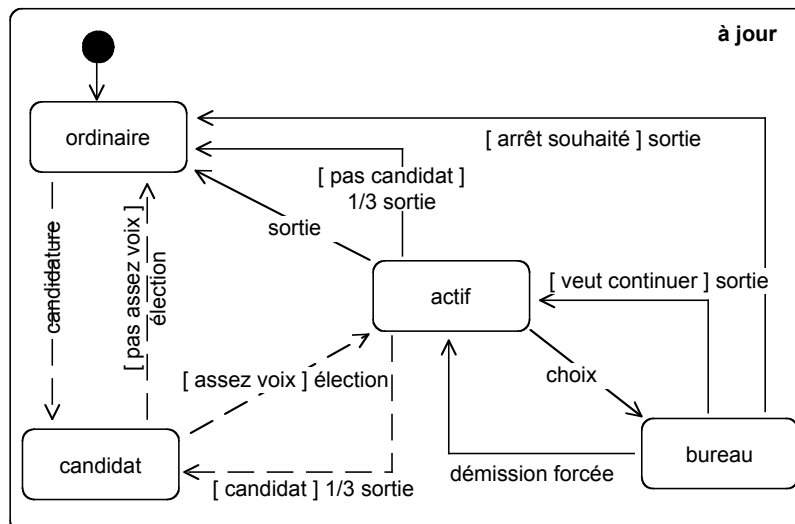 à jour
ordinaire
[ arrêt souhaité ] sortie
[ pas candidat ]
1/3 sortie
sortie
candidature
[ pas assez voix ]
élection
[ veut continuer ] sortie
actif
[ assez voix ] élection
choix
candidat
[ candidat ] 1/3 sortie
démission forcée
bureau